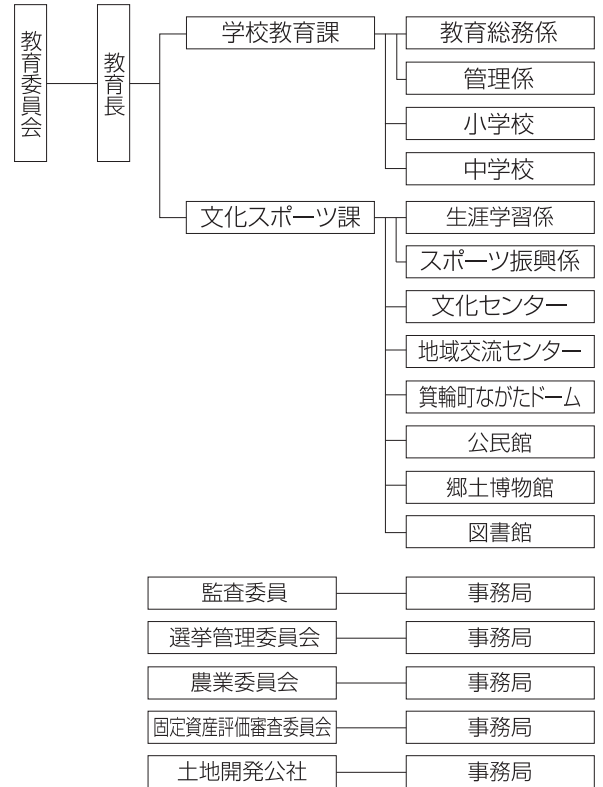 教育委員会
教育長
学校教育課
教育総務係
管理係
小学校
中学校
文化スポーツ課
生涯学習係
スポーツ振興係
文化センター
地域交流センター
箕輪町ながたドーム
公民館
郷土博物館
図書館
監査委員
事務局
選挙管理委員会
事務局
農業委員会
事務局
固定資産評価審査委員会
事務局
土地開発公社
事務局